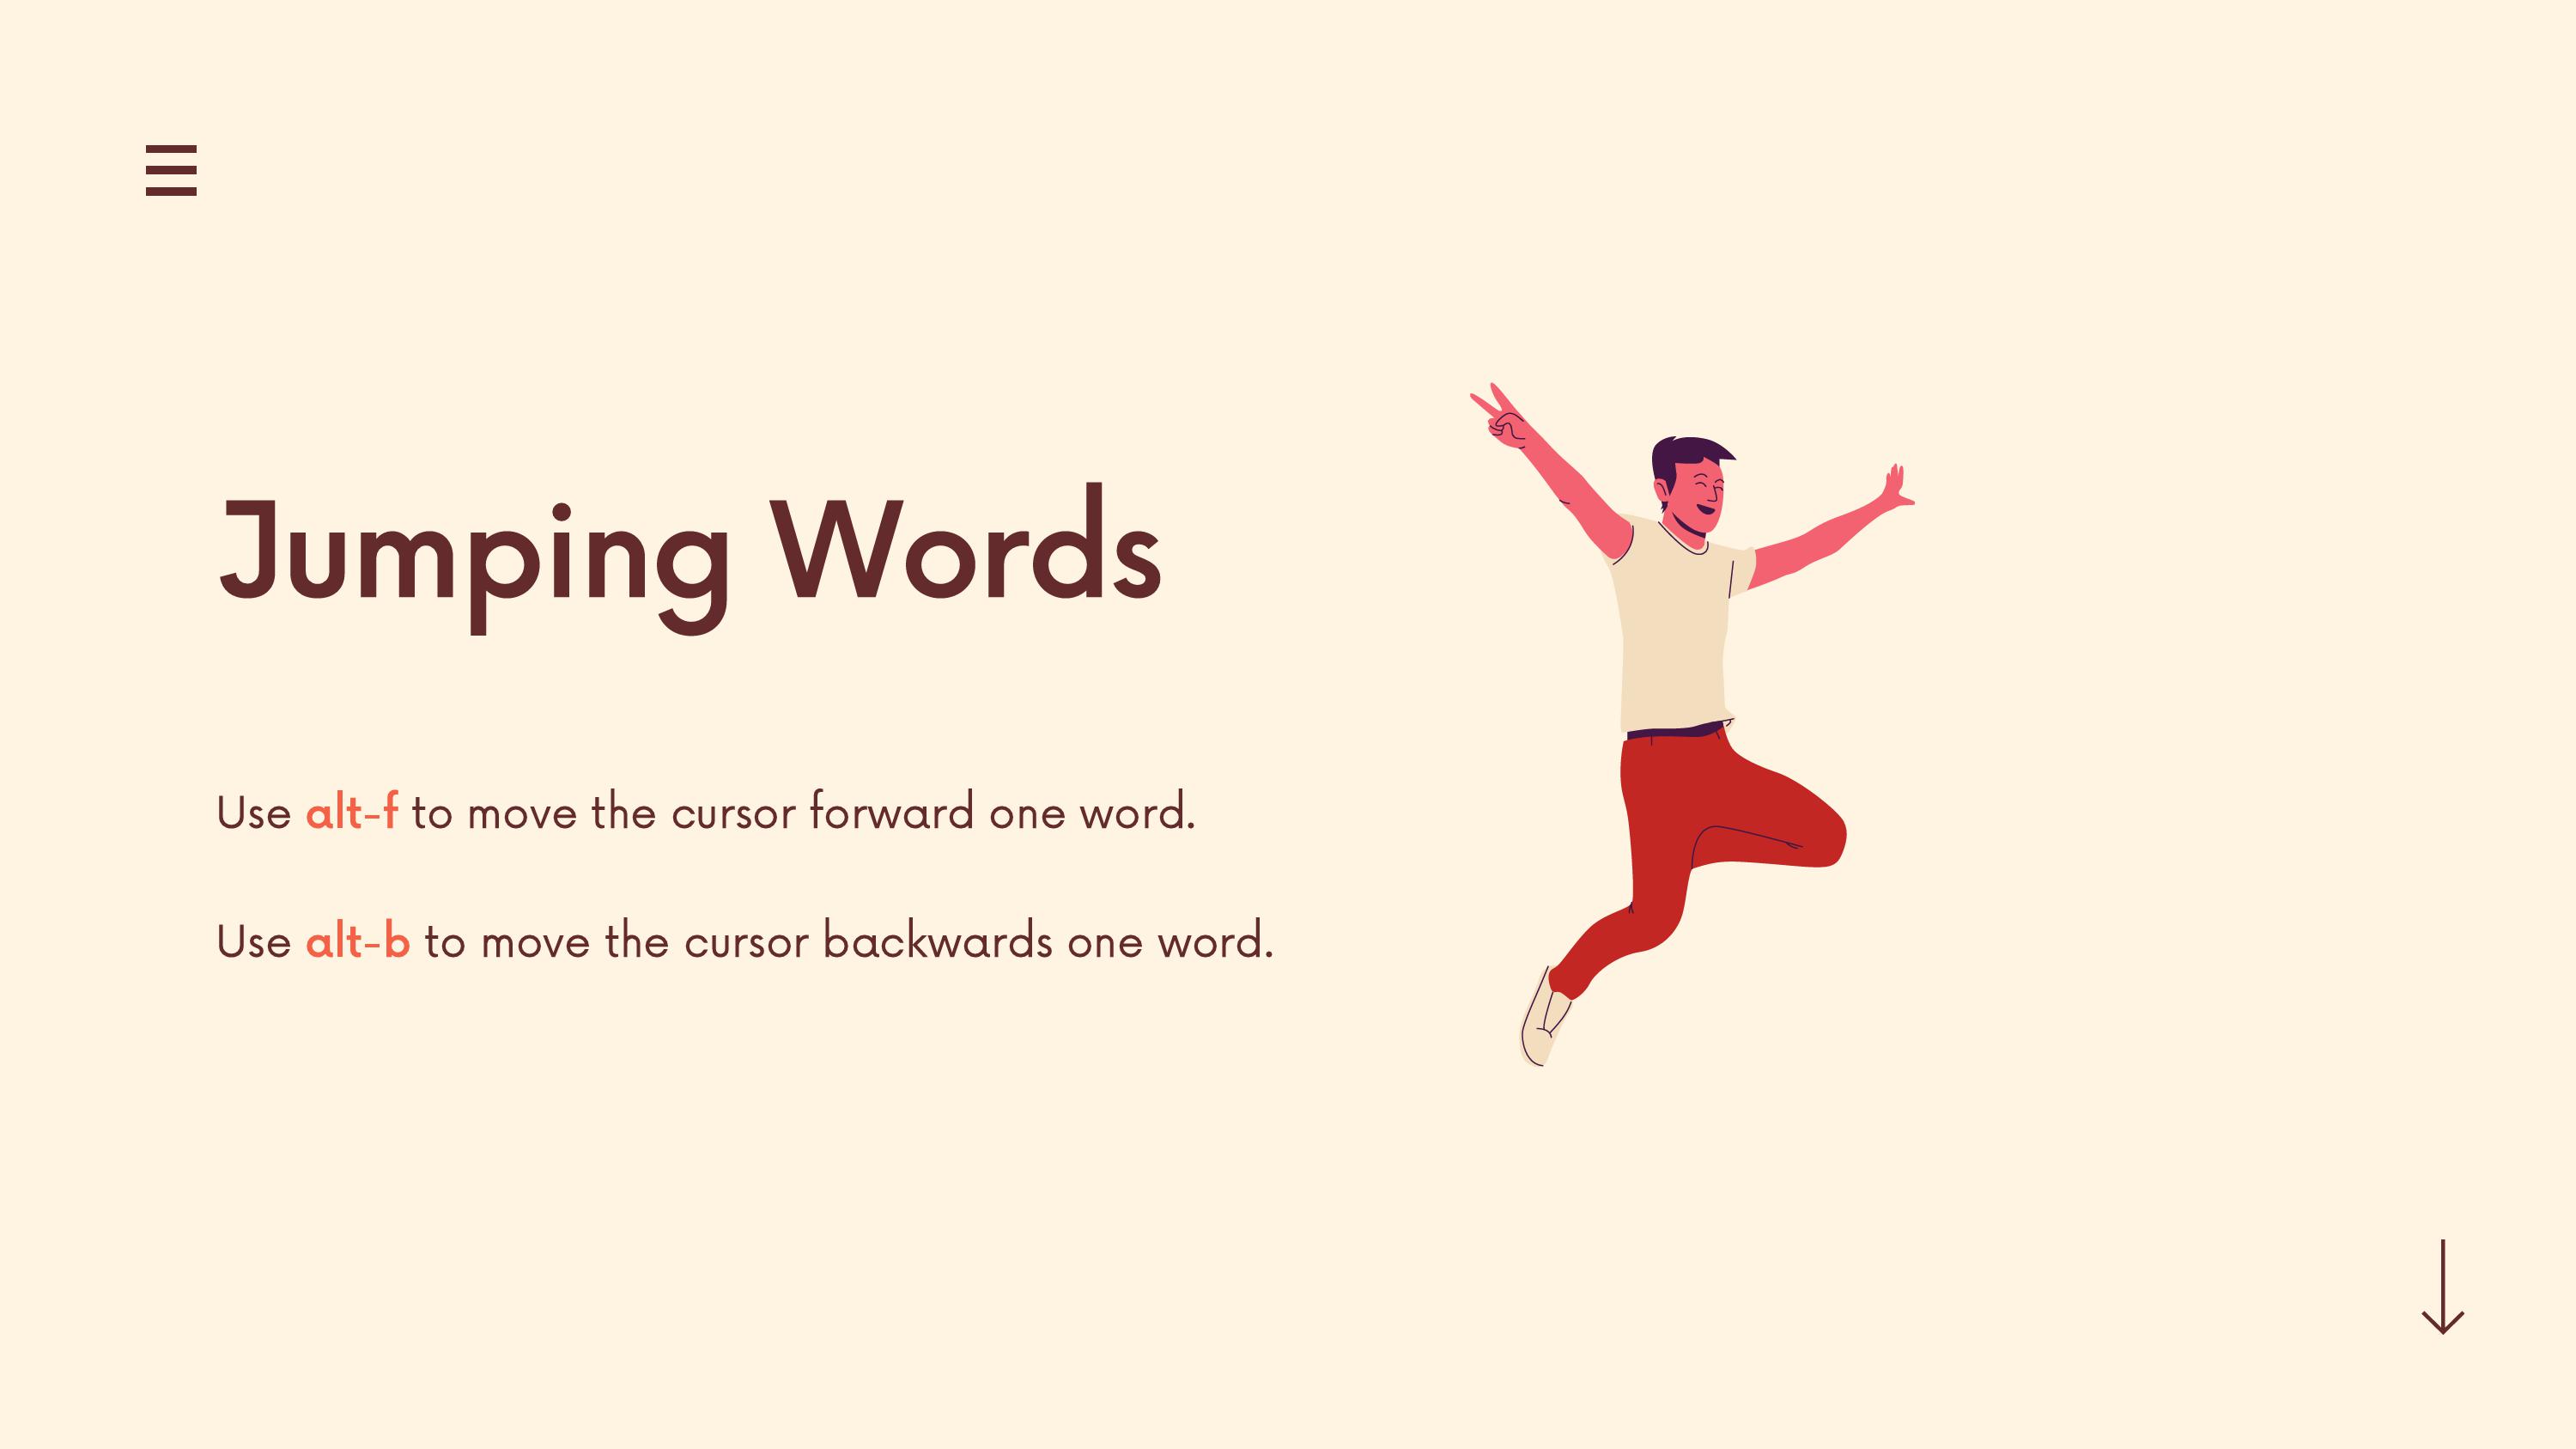 Jumping Words
Use alt-f to move the cursor forward one word.
Use alt-b to move the cursor backwards one word.